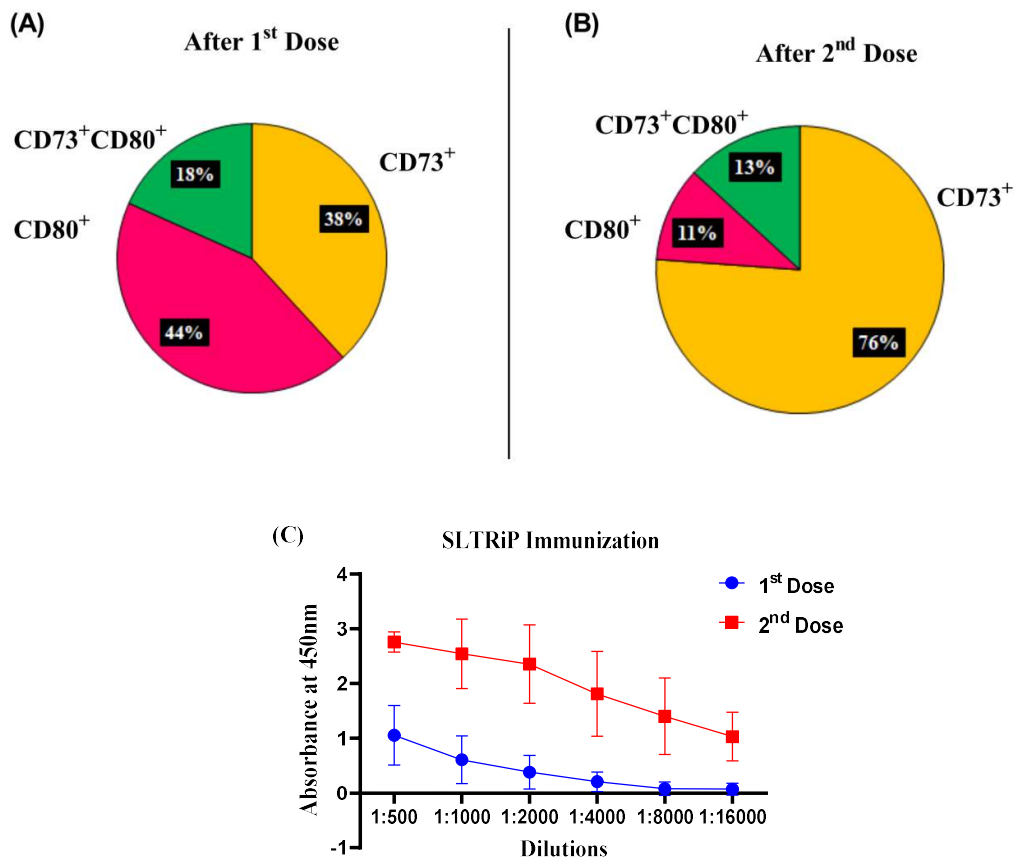 (A)
After 1st Dose
CD73+CD80+
18%
CD73+
38%
CD80+
44%
(B)
After 2nd Dose
CD73+CD80+
13%
CD73+
CD80+
11%
76%
(C)
SLTRiP Immunization
1st Dose
2nd Dose
Absorbance at 450nm
4
3
2
1
0
-1
1:500 1:1000 1:2000 1:4000 1:8000 1:16000
Dilutions